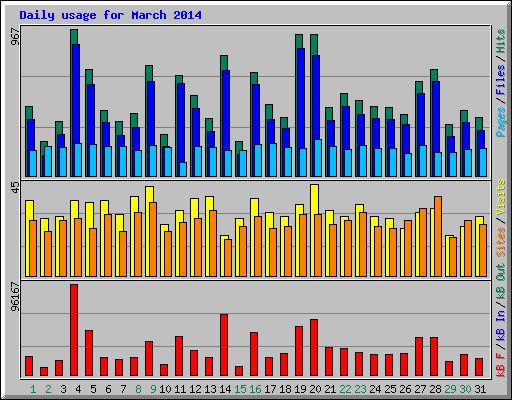 Daily usage for March 2014
967
Pages / Files / Hits
45
Sites / Visits
96167
kB F / kB In / kB Out
1 2 3 4 5 6 7 8 9 10 11 12 13 14 15 16 17 18 19 20 21 22 23 24 25 26 27 28 29 30 31